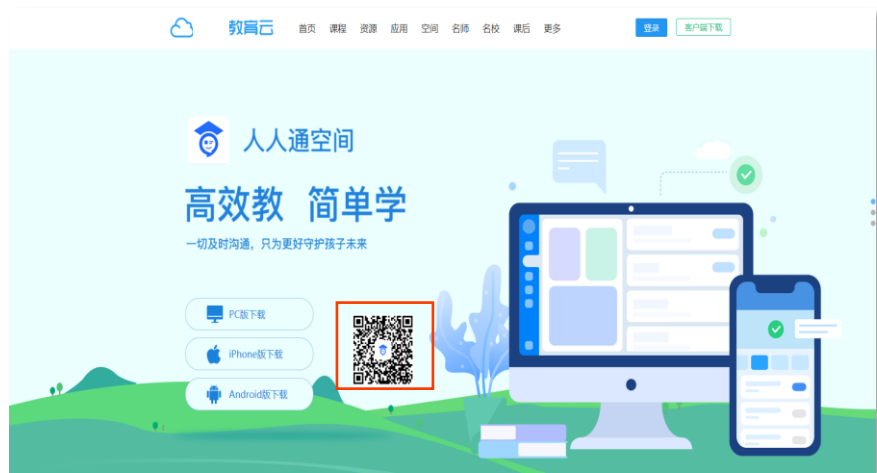 教育云 首页 课程 资源 应用 空间 名师 名校 课后 更多 登录 客户端下载
人人通空间
高效教 简单学
一切及时沟通，只为更好守护孩子未来
PC版下载
iPhone版下载
Android版下载